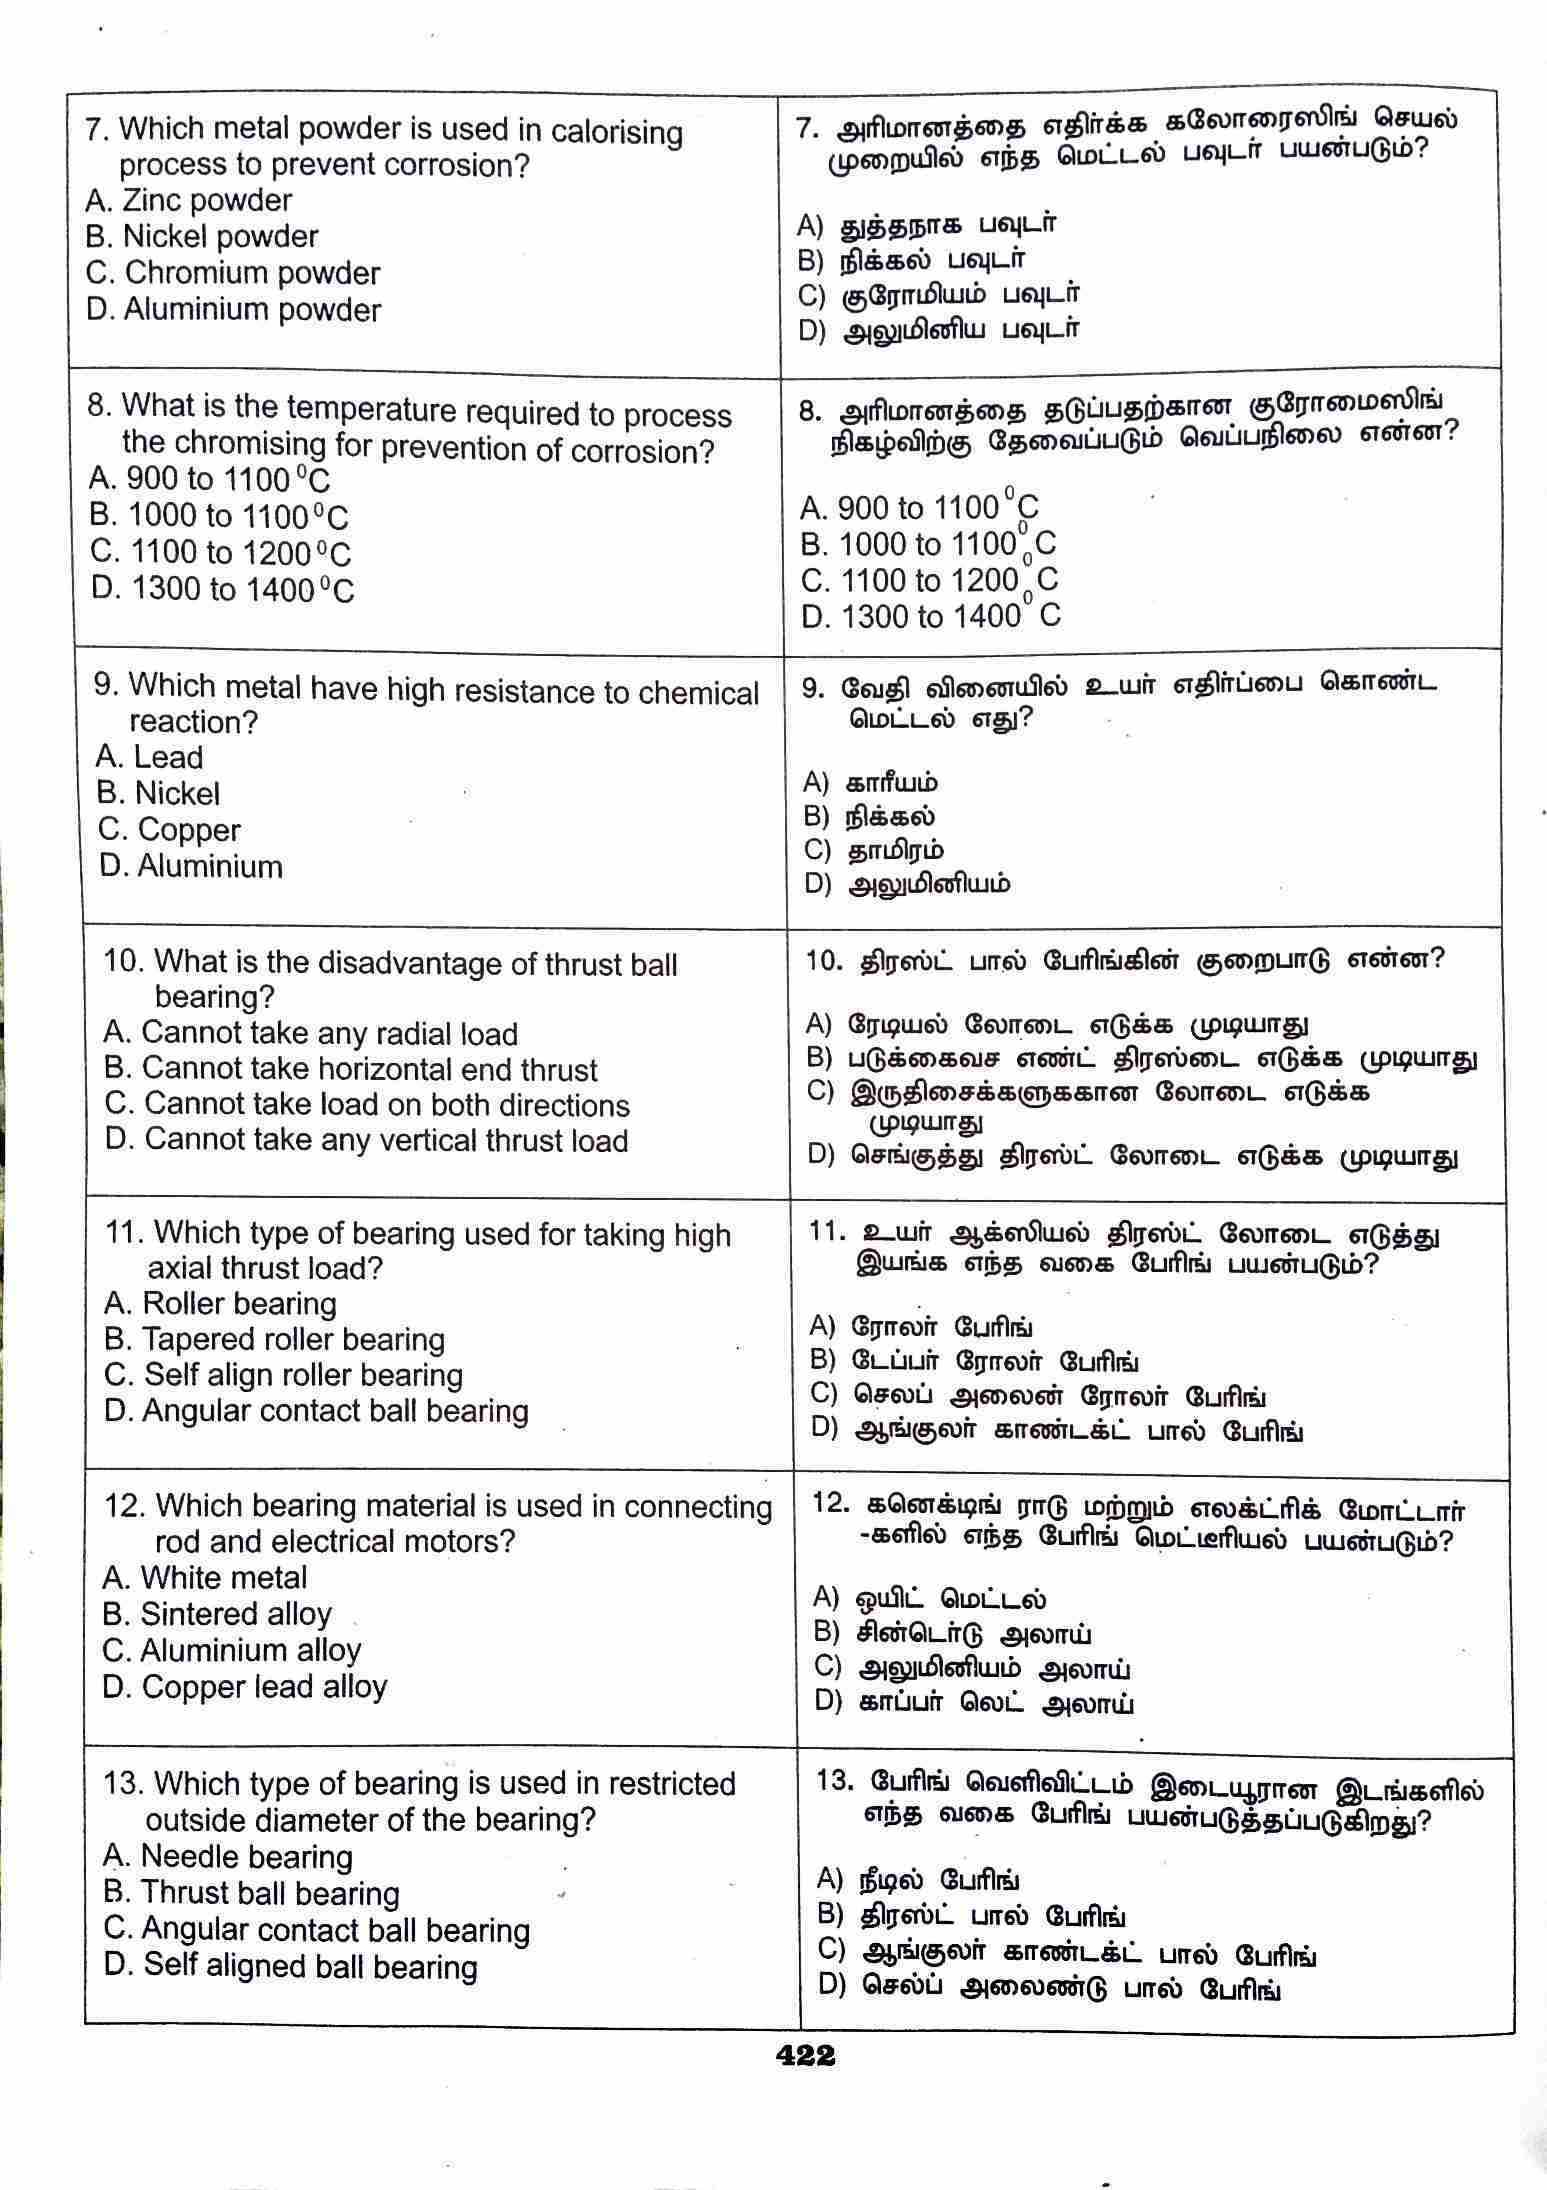 7. Which metal powder is used in calorising
process to prevent corrosion?
A. Zinc powder
B. Nickel powder
C. Chromium powder
D. Aluminium powder
7. அரிமானத்தை எதிர்க்க கலோரைஸிங் செயல்
முறையில் எந்த மெட்டல் பவுடர் பயன்படும்?
A) துத்தநாக பவுடர்
B) நிக்கல் பவுடர்
C) குரோமியம் பவுடர்
D) அலுமினிய பவுடர்
8. What is the temperature required to process
the chromising for prevention of corrosion?
A. 900 to 1100 ⁰C
B. 1000 to 1100⁰C
C. 1100 to 1200⁰C
D. 1300 to 1400⁰C
8. அரிமானத்தை தடுப்பதற்கான குரோமைஸிங்
நிகழ்விற்கு தேவைப்படும் வெப்பநிலை என்ன?
A. 900 to 1100 ⁰C
B. 1000 to 1100⁰C
C. 1100 to 1200⁰C
D. 1300 to 1400⁰ C
9. Which metal have high resistance to chemical
reaction?
A. Lead
B. Nickel
C. Copper
D. Aluminium
9. வேதி வினையில் உயர் எதிர்ப்பை கொண்ட
மெட்டல் எது?
A) காரீயம்
B) நிக்கல்
C) தாமிரம்
D) அலுமினியம்
10. What is the disadvantage of thrust ball
bearing?
A. Cannot take any radial load
B. Cannot take horizontal end thrust
C. Cannot take load on both directions
D. Cannot take any vertical thrust load
10. திரஸ்ட் பால் பேரிங்கின் குறைபாடு என்ன?
A) ரேடியல் லோடை எடுக்க முடியாது
B) படுக்கைவச எண்ட் திரஸ்டை எடுக்க முடியாது
C) இருதிசைக்களுககான லோடை எடுக்க
முடியாது
D) செங்குத்து திரஸ்ட் லோடை எடுக்க முடியாது
11. Which type of bearing used for taking high
axial thrust load?
A. Roller bearing
B. Tapered roller bearing
C. Self align roller bearing
D. Angular contact ball bearing
11. உயர் ஆக்ஸியல் திரஸ்ட் லோடை எடுத்து
இயங்க எந்த வகை பேரிங் பயன்படும்?
A) ரோலர் பேரிங்
B) டேப்பர் ரோலர் பேரிங்
C) செலப் அலைன் ரோலர் பேரிங்
D) ஆங்குலர் காண்டக்ட் பால் பேரிங்
12. Which bearing material is used in connecting
rod and electrical motors?
A. White metal
B. Sintered alloy
C. Aluminium alloy
D. Copper lead alloy
12. கனெக்டிங் ராடு மற்றும் எலக்ட்ரிக் மோட்டார்
-களில் எந்த பேரிங் மெட்டீரியல் பயன்படும்?
A) ஒயிட் மெட்டல்
B) சின்டெர்டு அலாய்
C) அலுமினியம் அலாய்
D) காப்பர் லெட் அலாய்
13. Which type of bearing is used in restricted
outside diameter of the bearing?
A. Needle bearing
B. Thrust ball bearing
C. Angular contact ball bearing
D. Self aligned ball bearing
13. பேரிங் வெளிவிட்டம் இடையூரான இடங்களில்
எந்த வகை பேரிங் பயன்படுத்தப்படுகிறது?
A) நீடில் பேரிங்
B) திரஸ்ட் பால் பேரிங்
C) ஆங்குலர் காண்டக்ட் பால் பேரிங்
D) செல்ப் அலைண்டு பால் பேரிங்
422